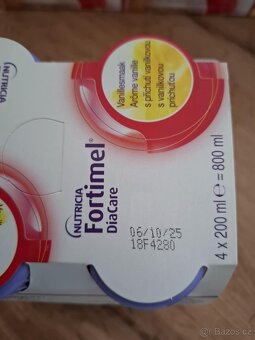 NUTRICIA
Fortimel®
DiaCare
Vanillesmaak
Arôme vanille
s příchutí vanilkovou
s vanilkovou
príchuťou
06/10/25
18F4280
4 x 200 ml ℮ = 800 ml
NUTRICIA